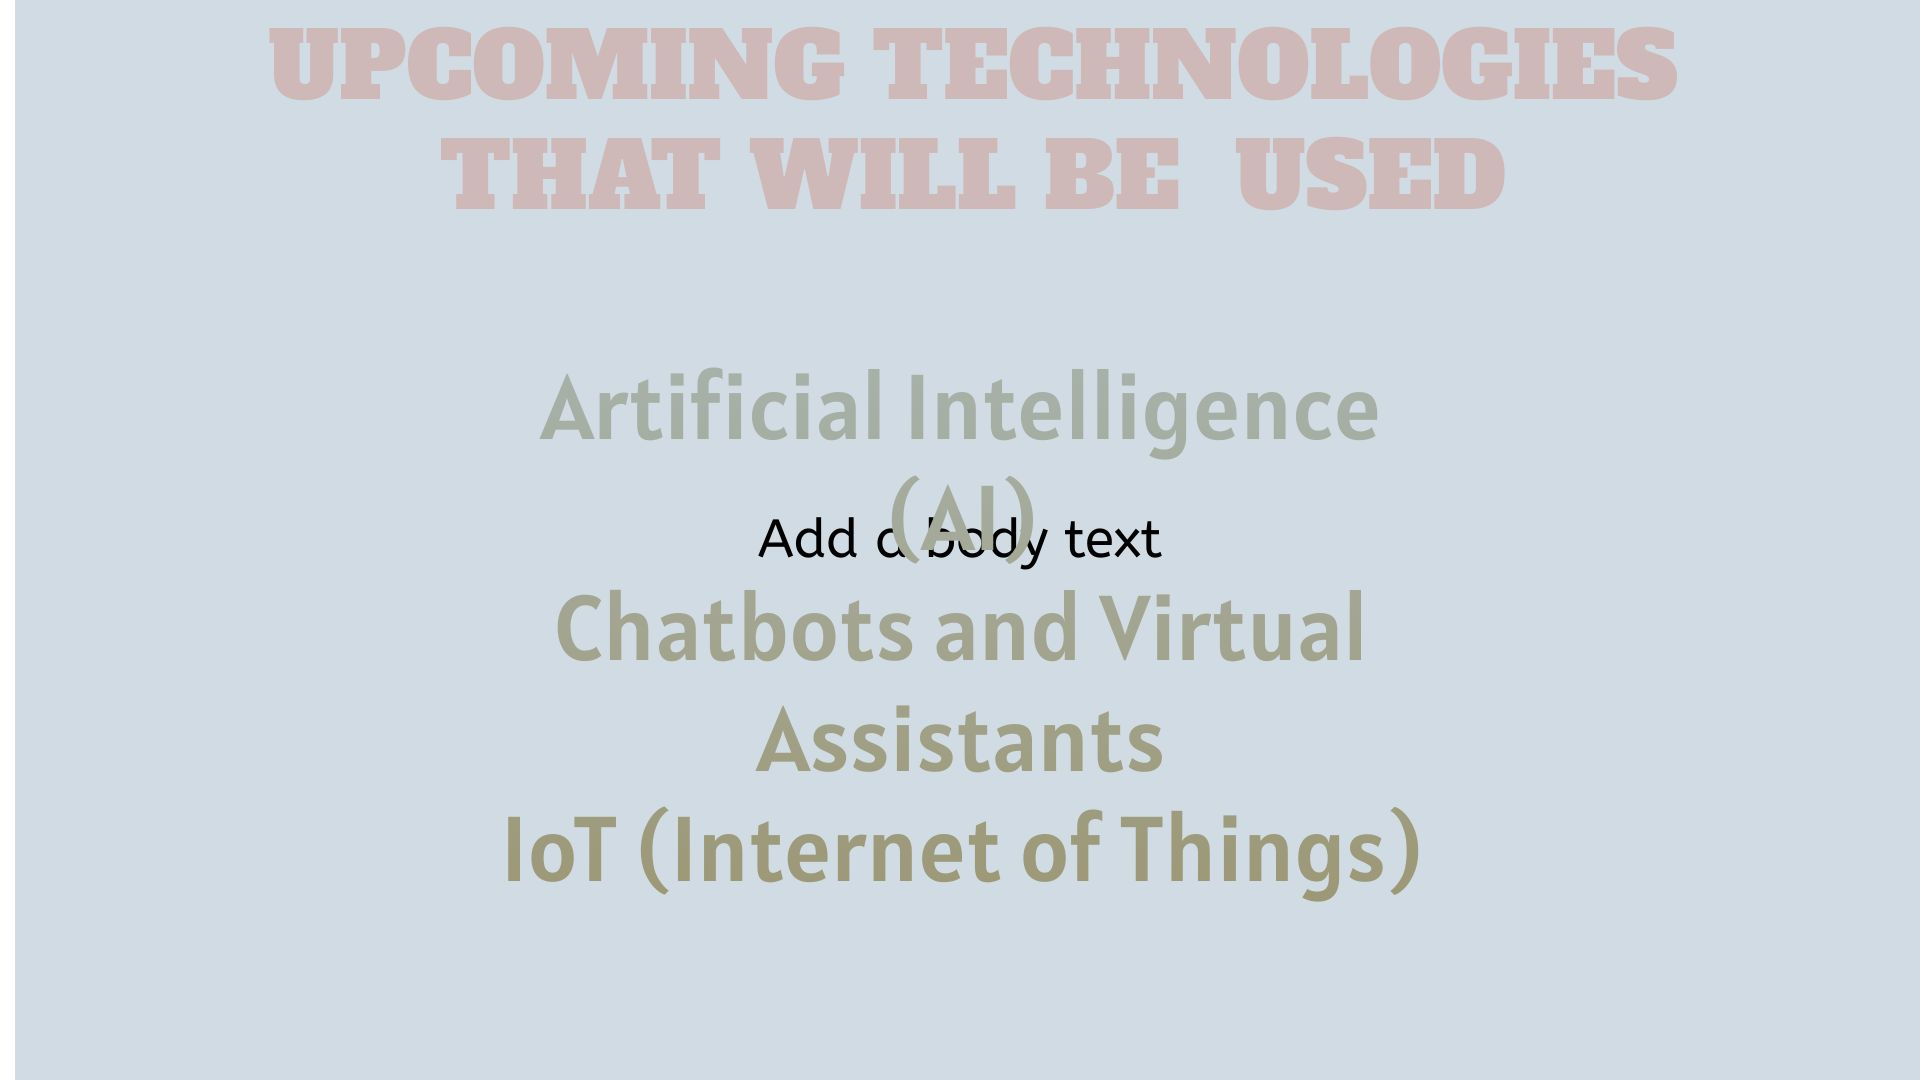 UPCOMING TECHNOLOGIES
THAT WILL BE USED
Artificial Intelligence
(AI)
Add a body text
Chatbots and Virtual
Assistants
IoT (Internet of Things)